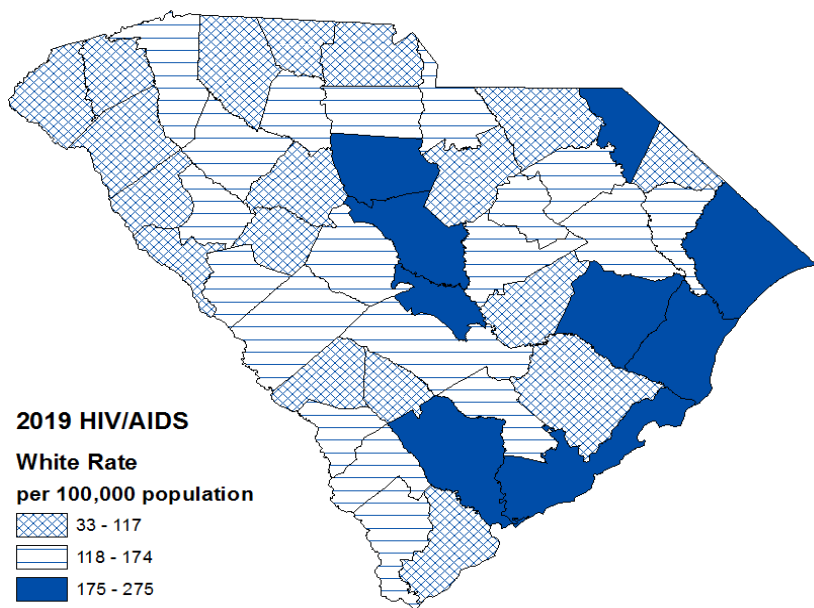 2019 HIV/AIDS
White Rate
per 100,000 population
33 - 117
118 - 174
175 - 275